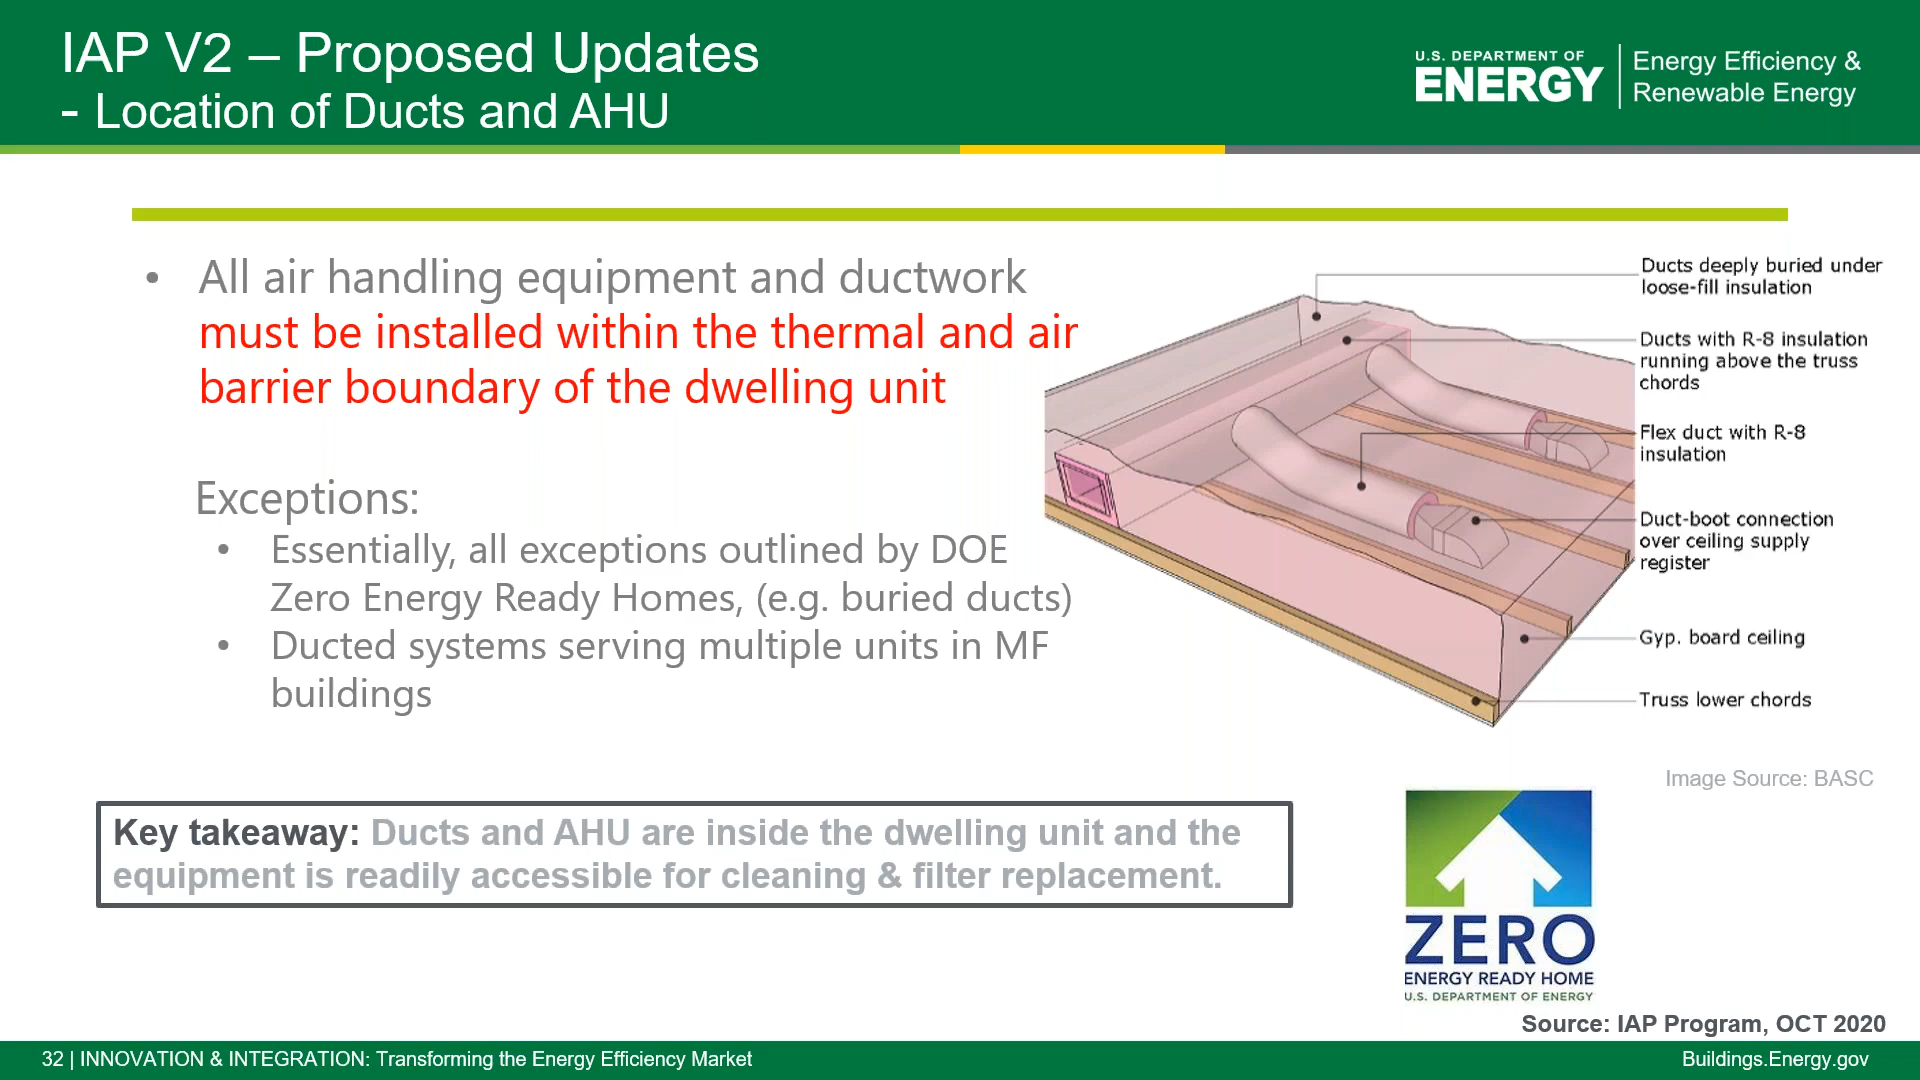 IAP V2 – Proposed Updates
- Location of Ducts and AHU
U.S. DEPARTMENT OF
ENERGY
Energy Efficiency &
Renewable Energy
• All air handling equipment and ductwork
must be installed within the thermal and air
barrier boundary of the dwelling unit
Exceptions:
• Essentially, all exceptions outlined by DOE
Zero Energy Ready Homes, (e.g. buried ducts)
• Ducted systems serving multiple units in MF
buildings
Ducts deeply buried under
loose-fill insulation
Ducts with R-8 insulation
running above the truss
chords
Flex duct with R-8
insulation
Duct-boot connection
over ceiling supply
register
Gyp. board ceiling
Truss lower chords
Image Source: BASC
Key takeaway: Ducts and AHU are inside the dwelling unit and the
equipment is readily accessible for cleaning & filter replacement.
ZERO
ENERGY READY HOME
U.S. DEPARTMENT OF ENERGY
Source: IAP Program, OCT 2020
32 | INNOVATION & INTEGRATION: Transforming the Energy Efficiency Market
Buildings.Energy.gov